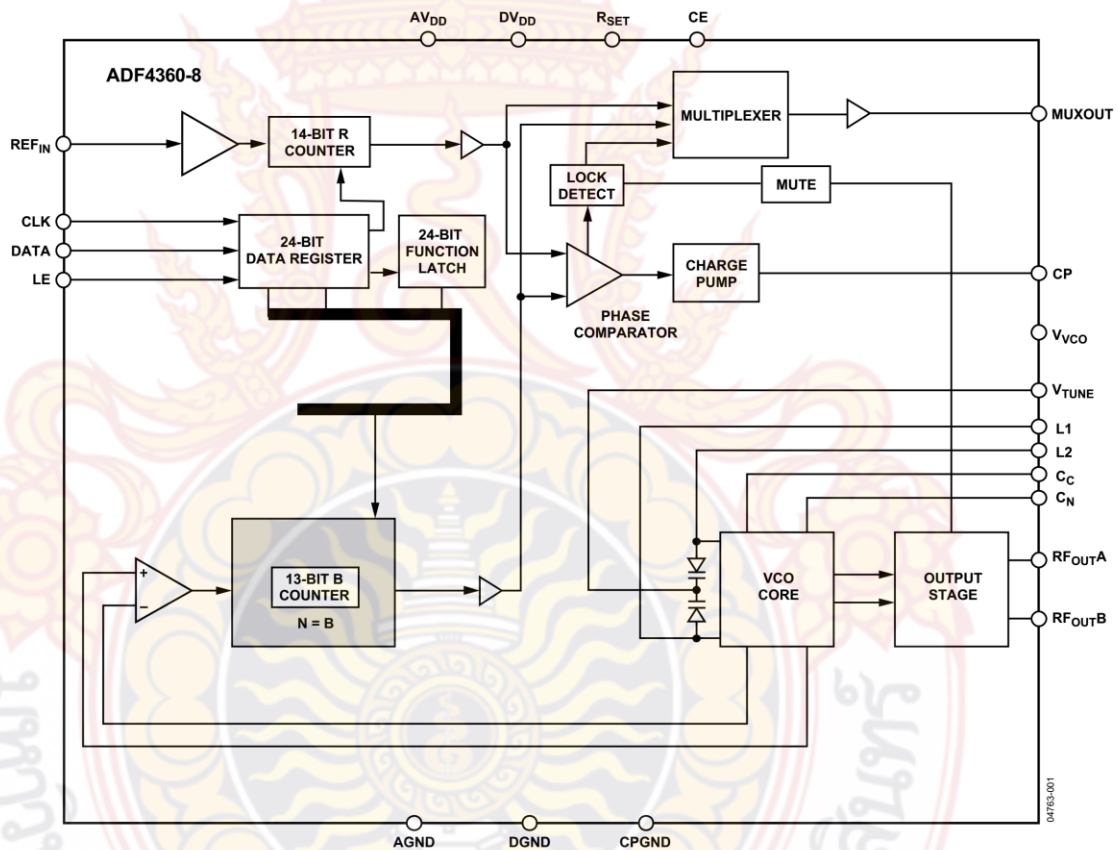 AVDD DVDD RSET CE
ADF4360-8
REFIN
14-BIT R
COUNTER
MULTIPLEXER
MUXOUT
LOCK
DETECT
MUTE
CLK
DATA
LE
24-BIT
DATA REGISTER
24-BIT
FUNCTION
LATCH
CHARGE
PUMP
CP
PHASE
COMPARATOR
VVCO
VTUNE
L1
L2
CC
CN
13-BIT B
COUNTER
N = B
+
−
VCO
CORE
OUTPUT
STAGE
RFOUTA
RFOUTB
04763-001
AGND DGND CPGND